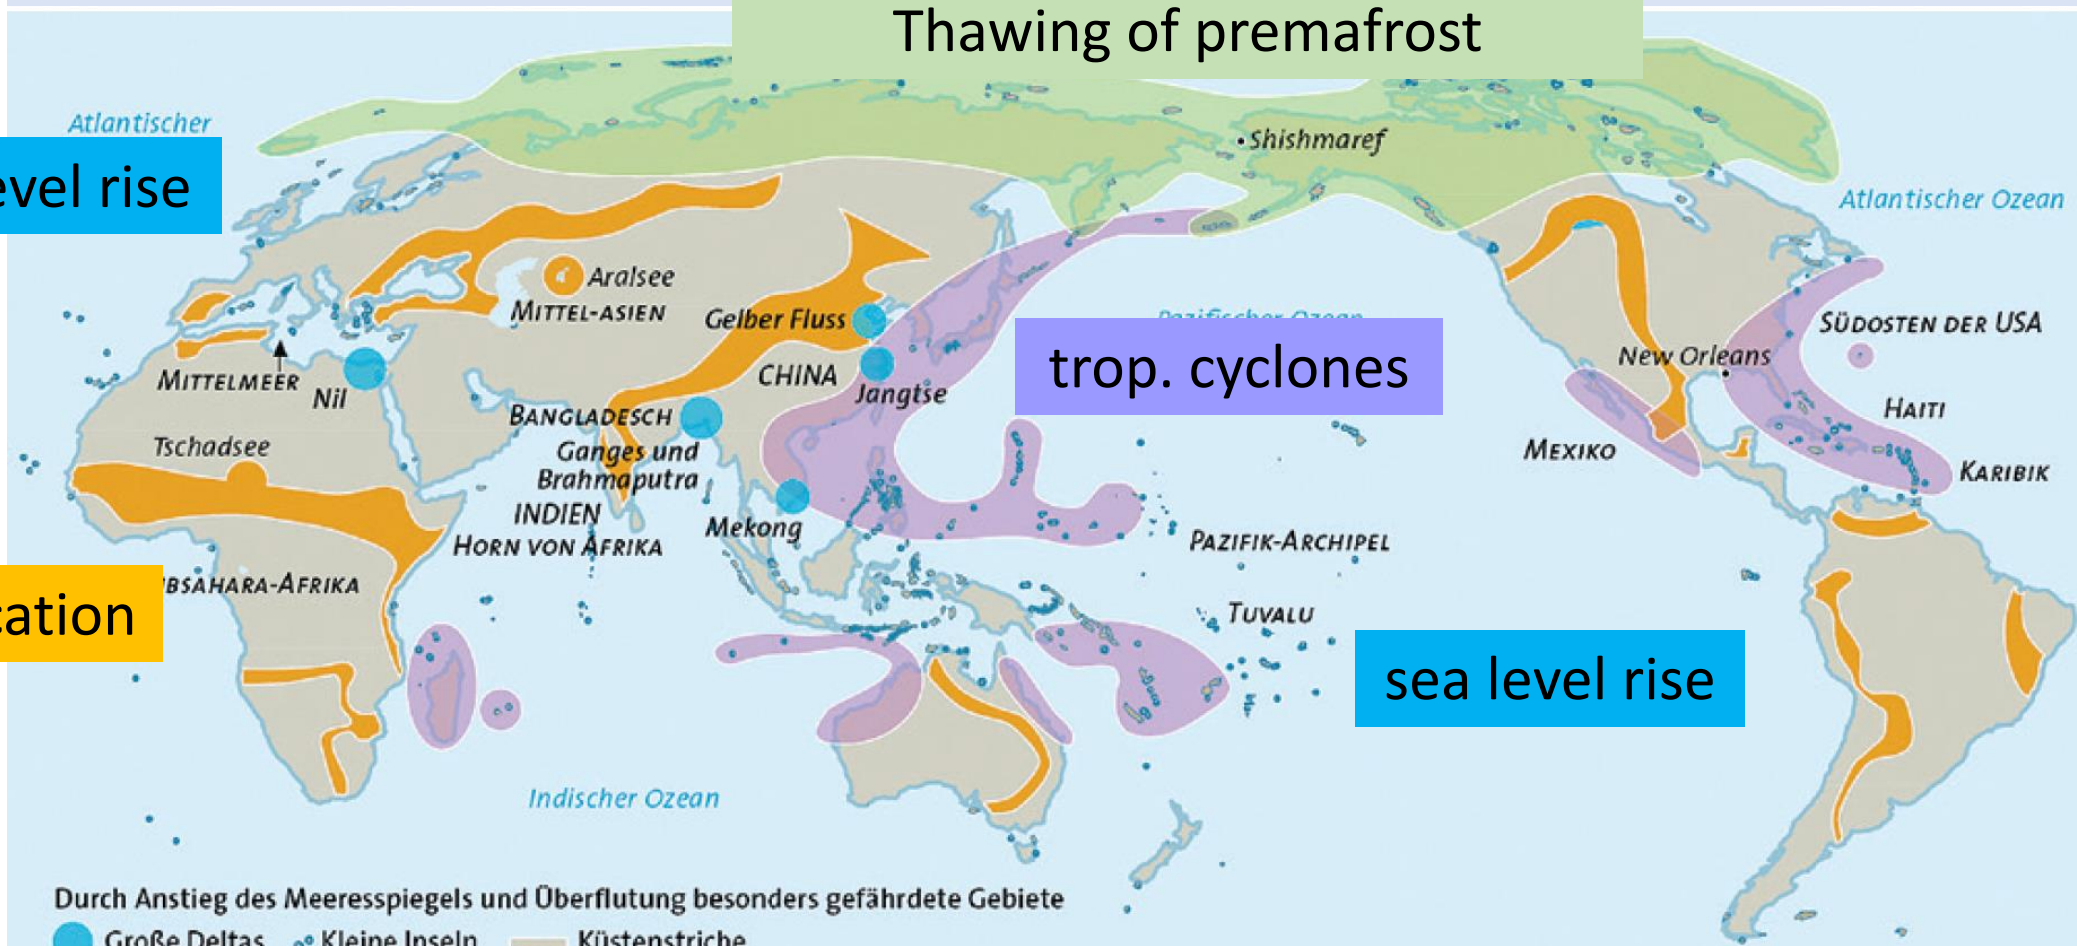 Thawing of premafrost
Atlantischer
Shishmaref
level rise
Atlantischer Ozean
Aralsee
MITTEL-ASIEN
Gelber Fluss
SÜDOSTEN DER USA
trop. cyclones
New Orleans
MITTELMEER
CHINA
Nil
Jangtse
BANGLADESCH
HAITI
Tschadsee
Ganges und
Brahmaputra
MEXIKO
KARIBIK
INDIEN
Mekong
HORN VON AFRIKA
PAZIFIK-ARCHIPEL
BSAHARA-AFRIKA
cation
TUVALU
sea level rise
Indischer Ozean
Durch Anstieg des Meeresspiegels und Überflutung besonders gefährdete Gebiete
Große Deltas Kleine Inseln Küstenstriche